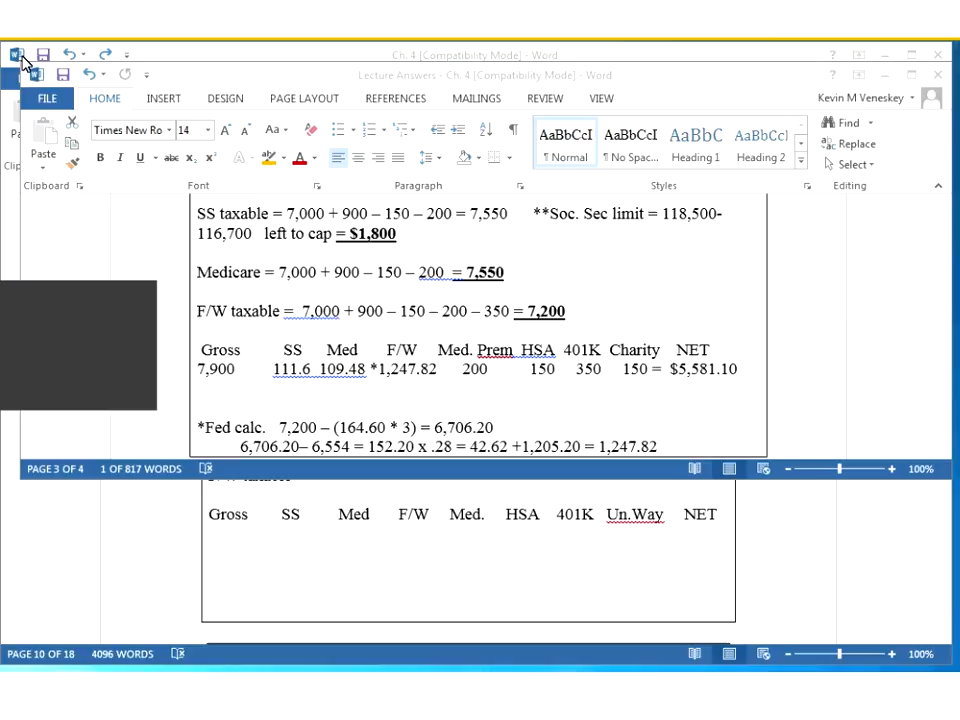 Ch. 4 [Compatibility Mode] - Word
Lecture Answers - Ch. 4 [Compatibility Mode] - Word
FILE HOME INSERT DESIGN PAGE LAYOUT REFERENCES MAILINGS REVIEW VIEW Kevin M Veneskey
Times New Ro 14 Aa AaBbCcI AaBbCcI AaBbC AaBbCcI Find
Replace
Paste B I U abc x₂ x² A A ¶ Normal ¶ No Spac... Heading 1 Heading 2 Select
Clipboard Font Paragraph Styles Editing
SS taxable = 7,000 + 900 – 150 – 200 = 7,550 **Soc. Sec limit = 118,500-
116,700 left to cap = $1,800
Medicare = 7,000 + 900 – 150 – 200 = 7,550
F/W taxable = 7,000 + 900 – 150 – 200 – 350 = 7,200
Gross SS Med F/W Med. Prem HSA 401K Charity NET
7,900 111.6 109.48 *1,247.82 200 150 350 150 = $5,581.10
*Fed calc. 7,200 – (164.60 * 3) = 6,706.20
6,706.20– 6,554 = 152.20 x .28 = 42.62 +1,205.20 = 1,247.82
PAGE 3 OF 4 1 OF 817 WORDS 100%
Gross SS Med F/W Med. HSA 401K Un.Way NET
PAGE 10 OF 18 4096 WORDS 100%